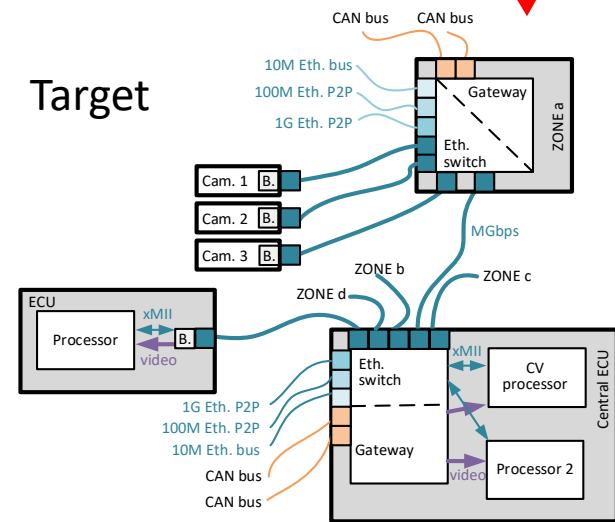 CAN bus
CAN bus
Target
10M Eth. bus
100M Eth. P2P
1G Eth. P2P
Gateway
Eth.
switch
ZONE a
Cam. 1
B.
Cam. 2
B.
Cam. 3
B.
MGbps
ZONE b
ZONE c
ZONE d
ECU
Processor
xMII
B.
video
Eth.
switch
Gateway
xMII
CV
processor
video
Processor 2
Central ECU
1G Eth. P2P
100M Eth. P2P
10M Eth. bus
CAN bus
CAN bus